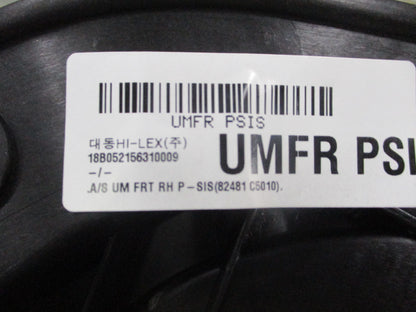 UMFR PSIS
대동HI-LEX(주)
18B052156310009
-/-
UMFR PSI
.A/S UM FRT RH P-SIS(82481 C5010).